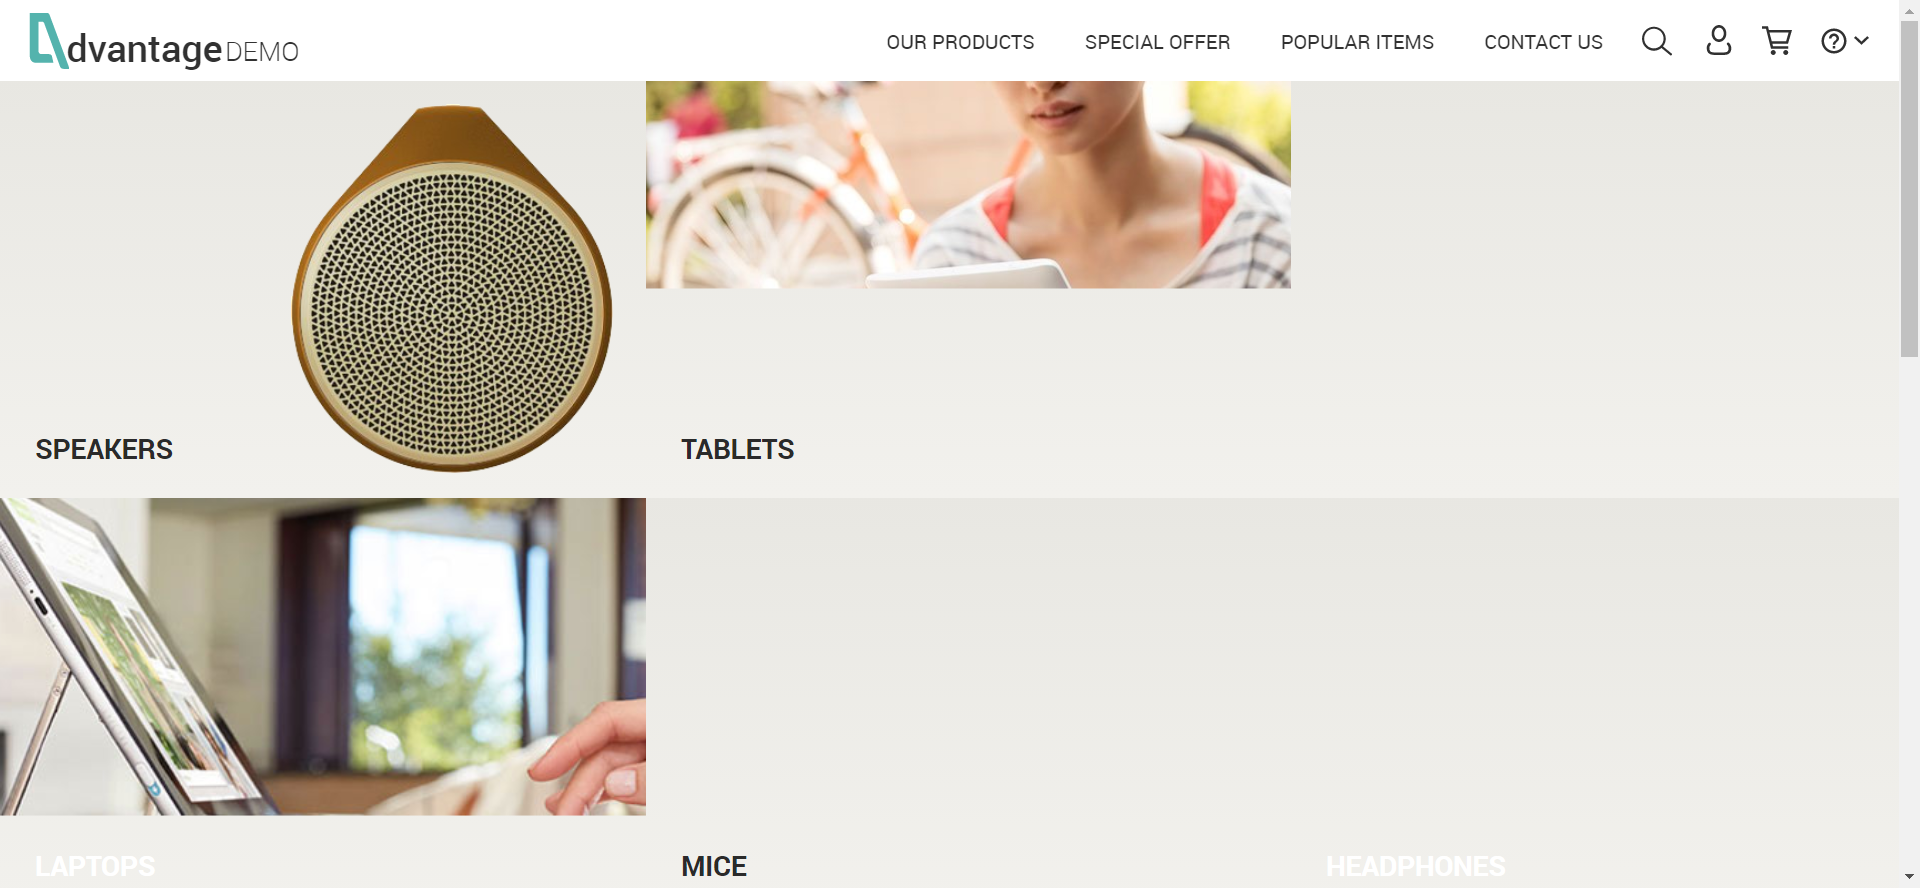 dvantage DEMO
OUR PRODUCTS
SPECIAL OFFER
POPULAR ITEMS
CONTACT US
SPEAKERS
TABLETS
LAPTOPS
MICE
HEADPHONES